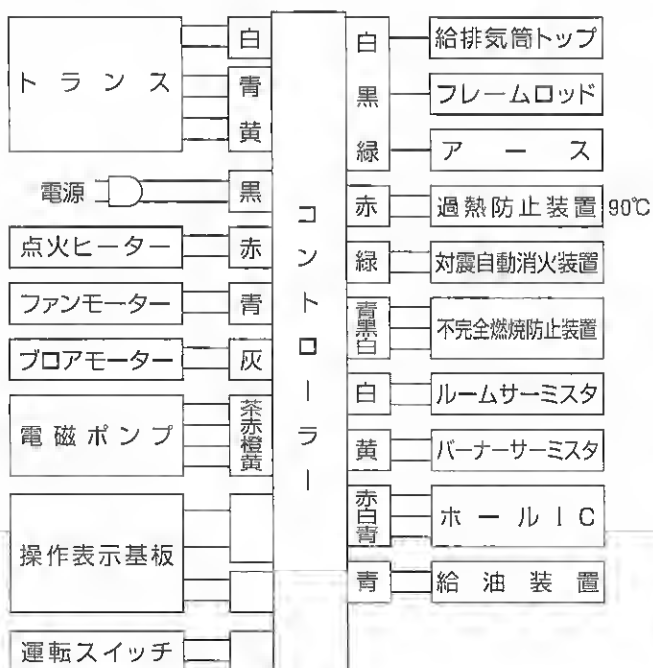 トランス
白
青
黄
電源
黒
点火ヒーター
赤
ファンモーター
青
ブロアモーター
灰
電磁ポンプ
茶
赤
橙
黄
操作表示基板
運転スイッチ
コントローラー
白
給排気筒トップ
黒
フレームロッド
緑
アース
赤
過熱防止装置 90℃
緑
対震自動消火装置
青
黒
白
不完全燃焼防止装置
白
ルームサーミスタ
黄
バーナーサーミスタ
赤
白
青
ホールIC
青
給油装置